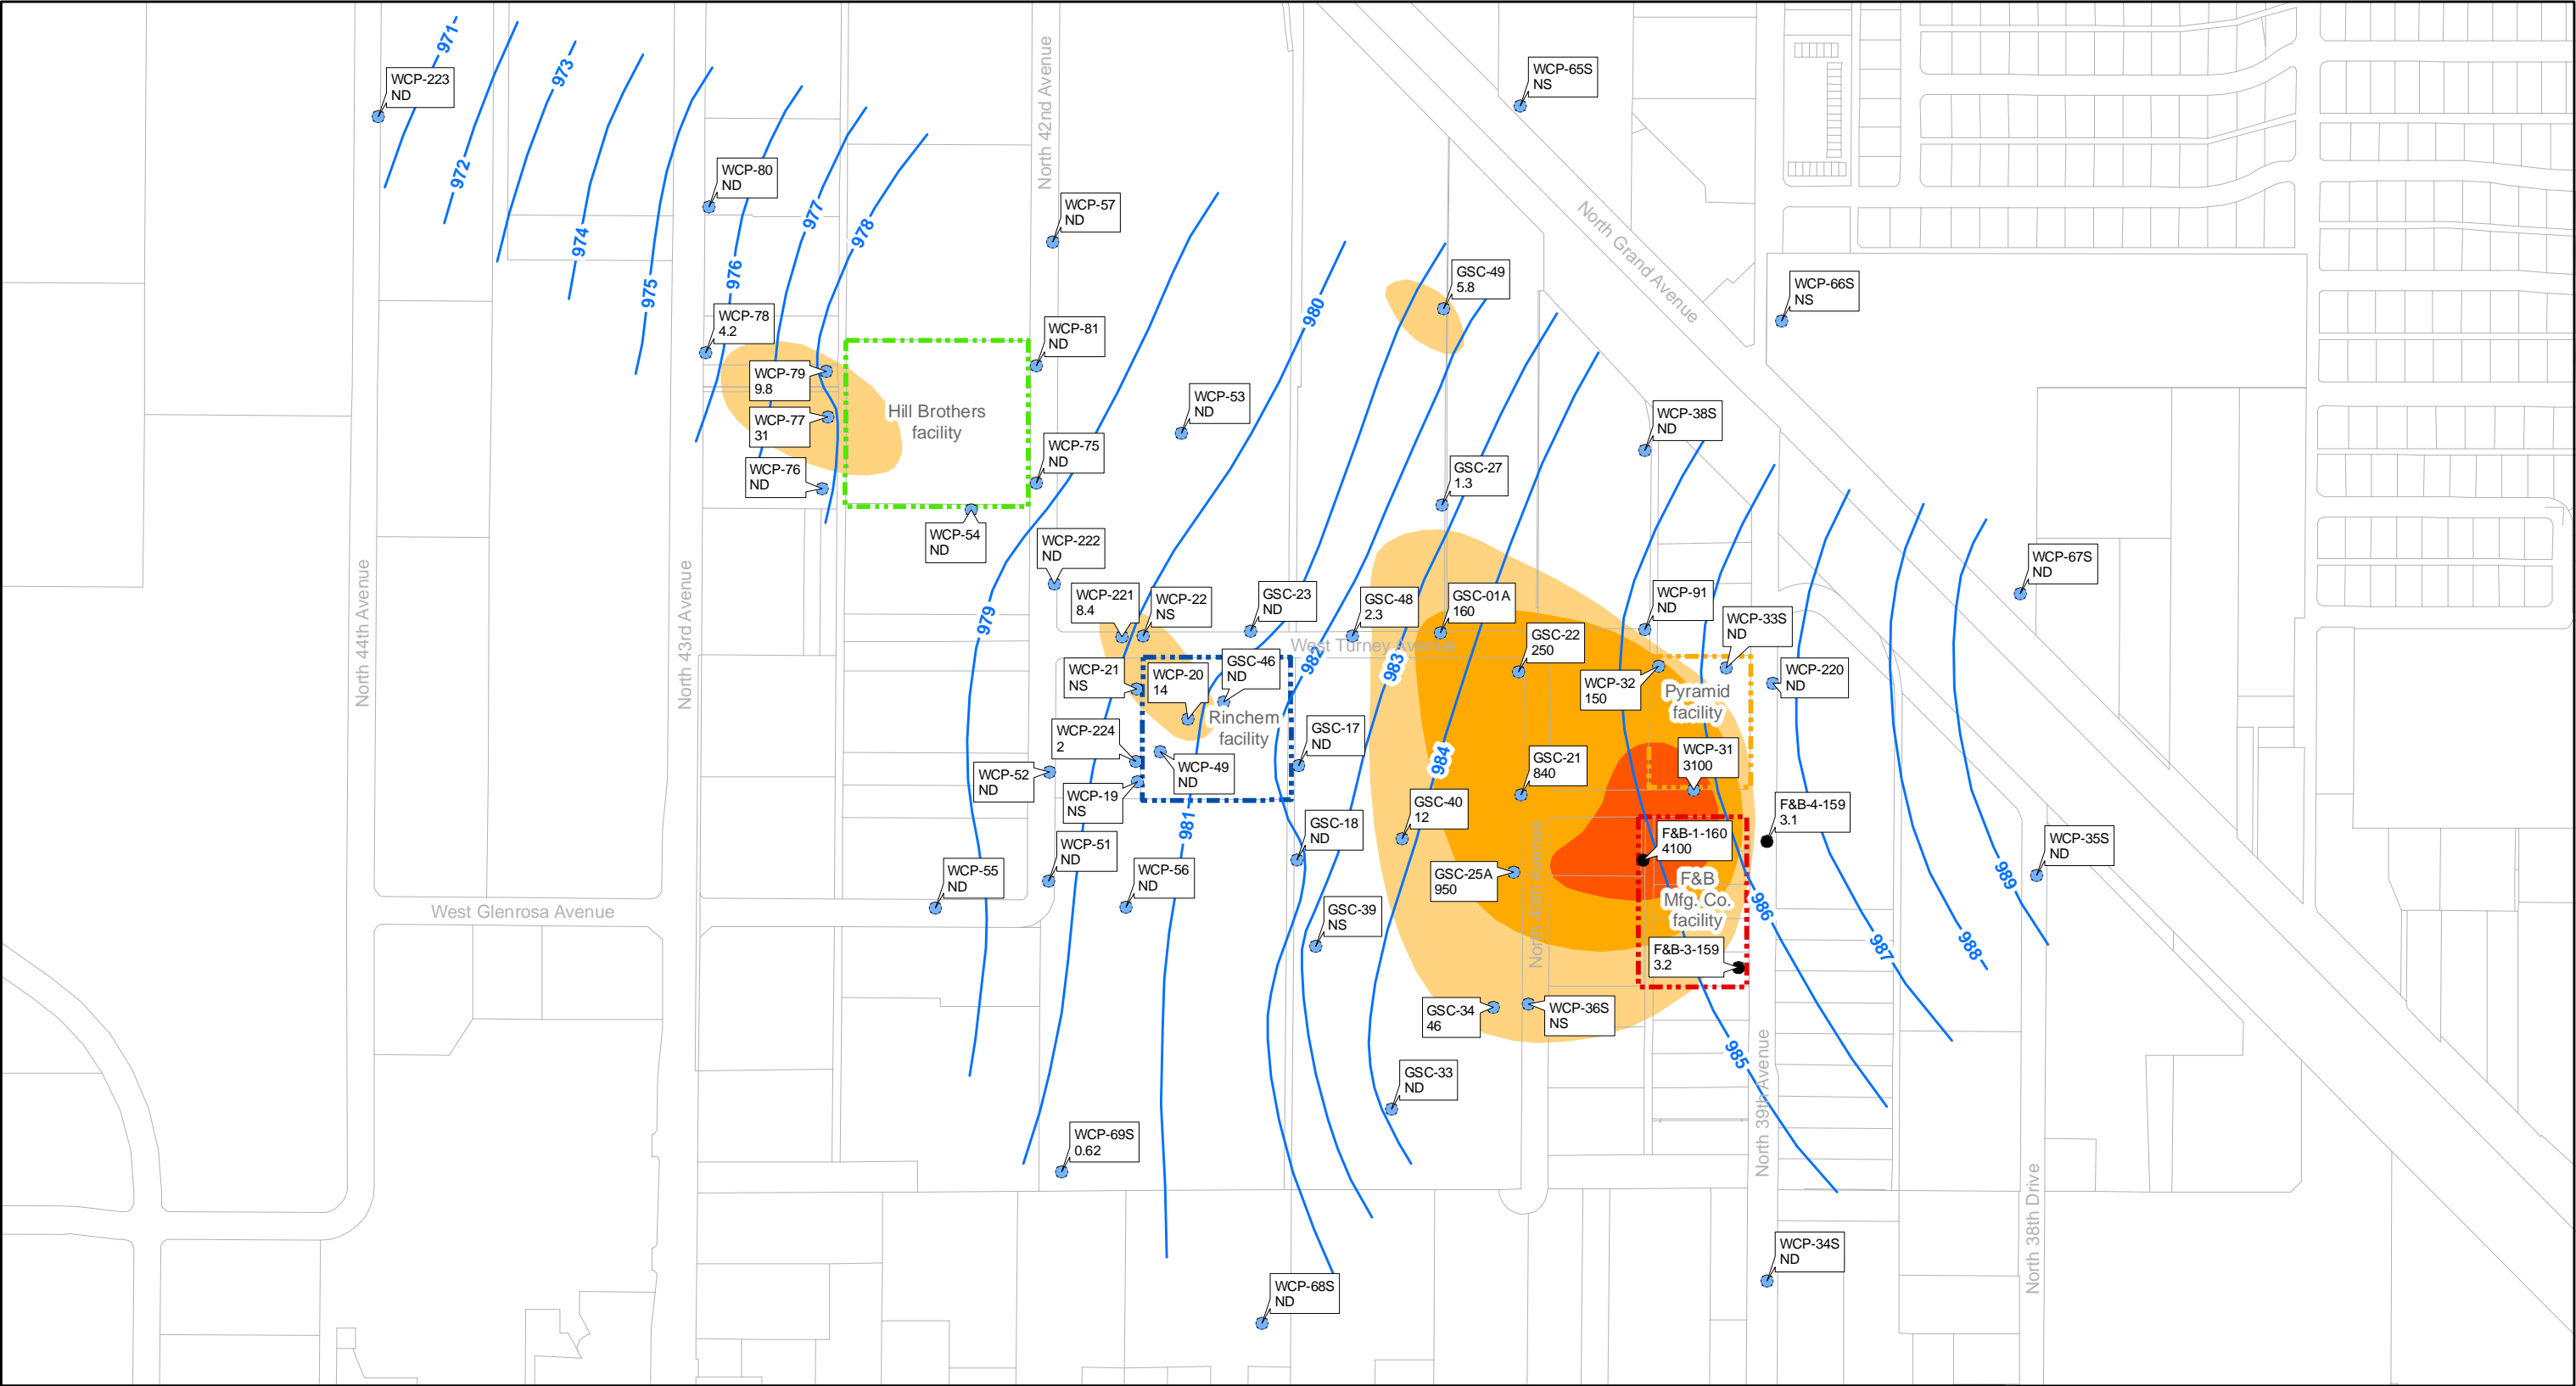 971
WCP-223
ND
972
973
974
975
976
977
978
WCP-80
ND
North 42nd Avenue
WCP-57
ND
WCP-65S
NS
North Grand Avenue
WCP-66S
NS
GSC-49
5.8
980
WCP-78
4.2
WCP-81
ND
WCP-79
9.8
WCP-77
31
WCP-76
ND
Hill Brothers
facility
WCP-53
ND
WCP-75
ND
WCP-38S
ND
GSC-27
1.3
WCP-54
ND
WCP-222
ND
WCP-67S
ND
North 44th Avenue
North 43rd Avenue
979
WCP-221
8.4
WCP-22
NS
GSC-23
ND
GSC-48
2.3
GSC-01A
160
WCP-91
ND
WCP-33S
ND
West Turney Avenue
GSC-22
250
982
983
WCP-21
NS
WCP-20
14
GSC-46
ND
WCP-32
150
Pyramid
facility
WCP-220
ND
Rinchem
facility
WCP-224
2
GSC-17
ND
WCP-52
ND
WCP-49
ND
984
GSC-21
840
WCP-31
3100
WCP-19
NS
981
GSC-18
ND
GSC-40
12
F&B-4-159
3.1
F&B-1-160
4100
WCP-35S
ND
WCP-51
ND
WCP-55
ND
WCP-56
ND
GSC-25A
950
North 40th Avenue
F&B
Mfg. Co.
facility
986
989
West Glenrosa Avenue
GSC-39
NS
F&B-3-159
3.2
987
988
GSC-34
46
WCP-36S
NS
985
GSC-33
ND
North 39th Avenue
WCP-69S
0.62
North 38th Drive
WCP-34S
ND
WCP-68S
ND